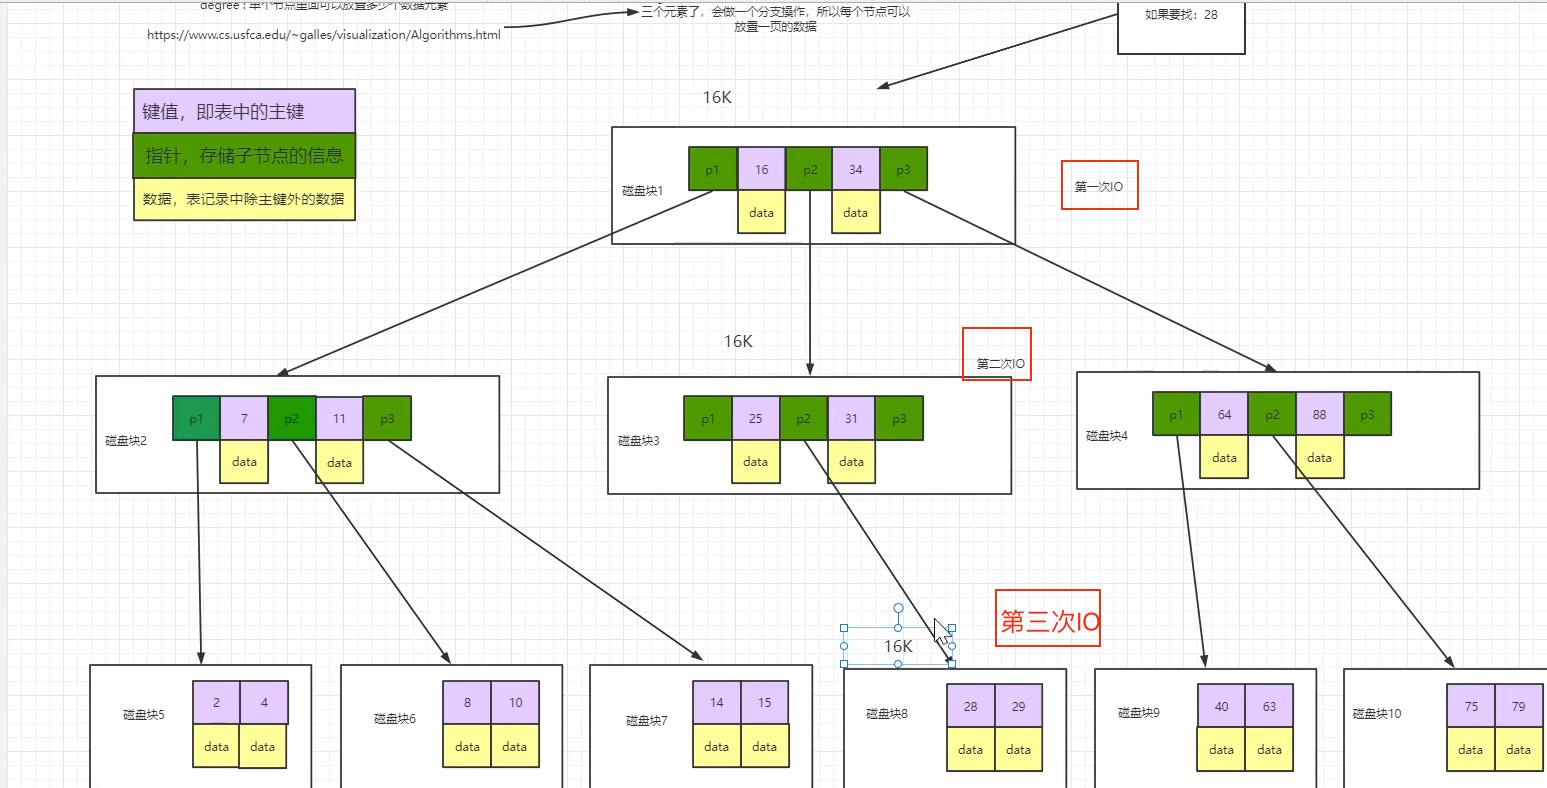 degree：单个节点里面可以放置多少个数据元素
https://www.cs.usfca.edu/~galles/visualization/Algorithms.html
三个元素了，会做一个分支操作，所以每个节点可以
放置一页的数据
如果要找：28
16K
键值，即表中的主键
指针，存储子节点的信息
数据，表记录中除主键外的数据
磁盘块1
p1 16 p2 34 p3
data data
第一次IO
16K
第二次IO
磁盘块2
p1 7 p2 11 p3
data data
磁盘块3
p1 25 p2 31 p3
data data
磁盘块4
p1 64 p2 88 p3
data data
16K
第三次IO
磁盘块5
2 4
data data
磁盘块6
8 10
data data
磁盘块7
14 15
data data
磁盘块8
28 29
data data
磁盘块9
40 63
data data
磁盘块10
75 79
data data